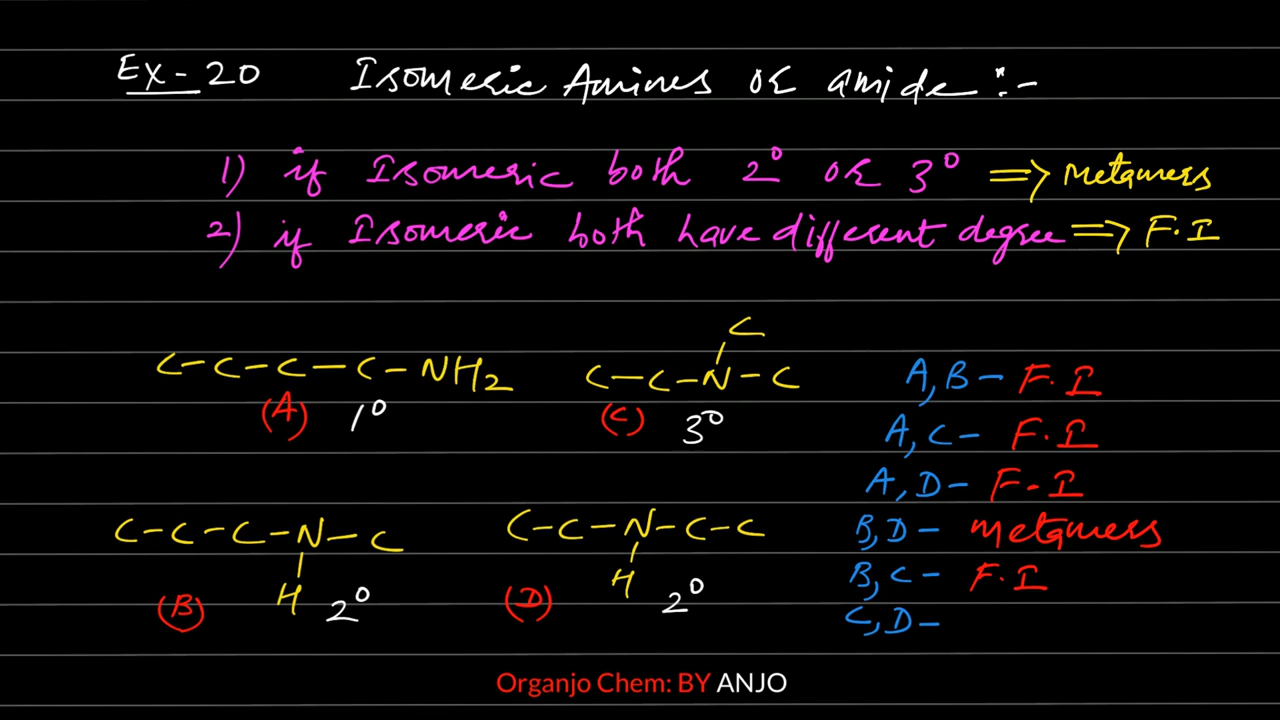 Ex-20 Isomeric Amines or amide :-
1) if Isomeric both 2° or 3° => metamers
2) if Isomeric both have different degree => F.I
C-C-C-C-NH2
(A) 1°
C
C-C-N-C
(C) 3°
A,B- F.I
A,C- F.I
A,D- F-I
C-C-C-N-C
H
(B) 2°
C-C-N-C-C
H
(D) 2°
B,D- metamers
B,C- F.I
C,D-
Organjo Chem: BY ANJO